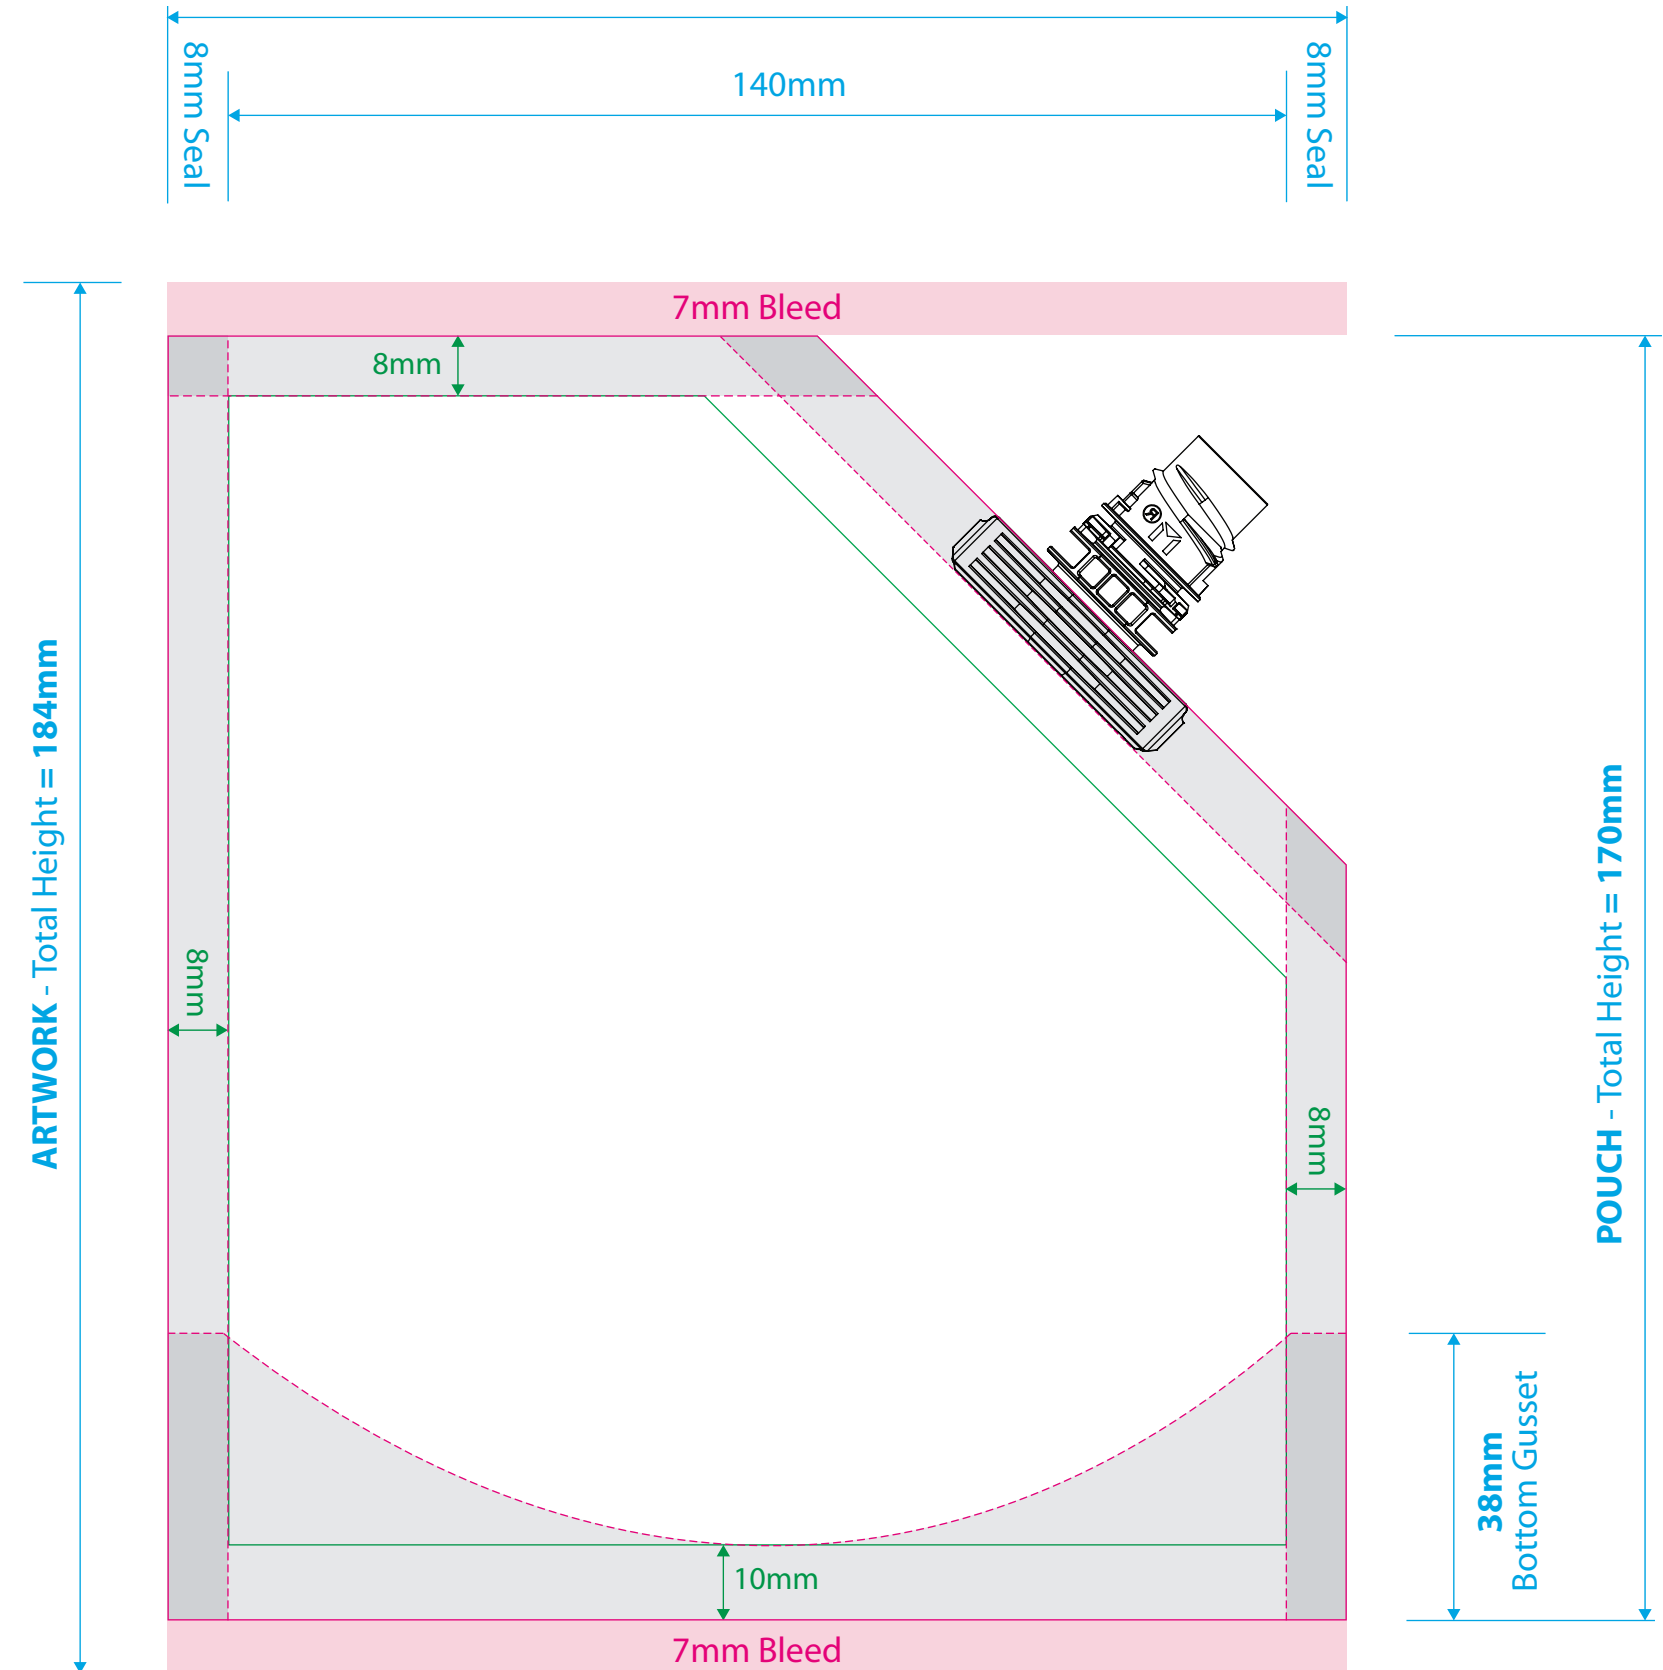 8mm Seal
140mm
8mm Seal
7mm Bleed
8mm
®
ARTWORK - Total Height = 184mm
POUCH - Total Height = 170mm
8mm
8mm
38mm
Bottom Gusset
10mm
7mm Bleed